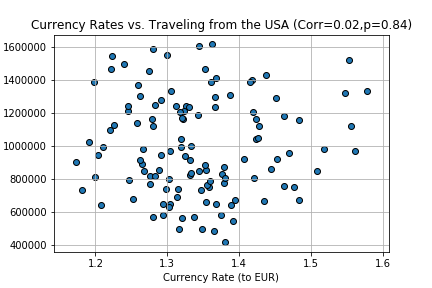 Currency Rates vs. Traveling from the USA (Corr=0.02,p=0.84)
1600000
1400000
1200000
1000000
800000
600000
400000
1.2 1.3 1.4 1.5 1.6
Currency Rate (to EUR)